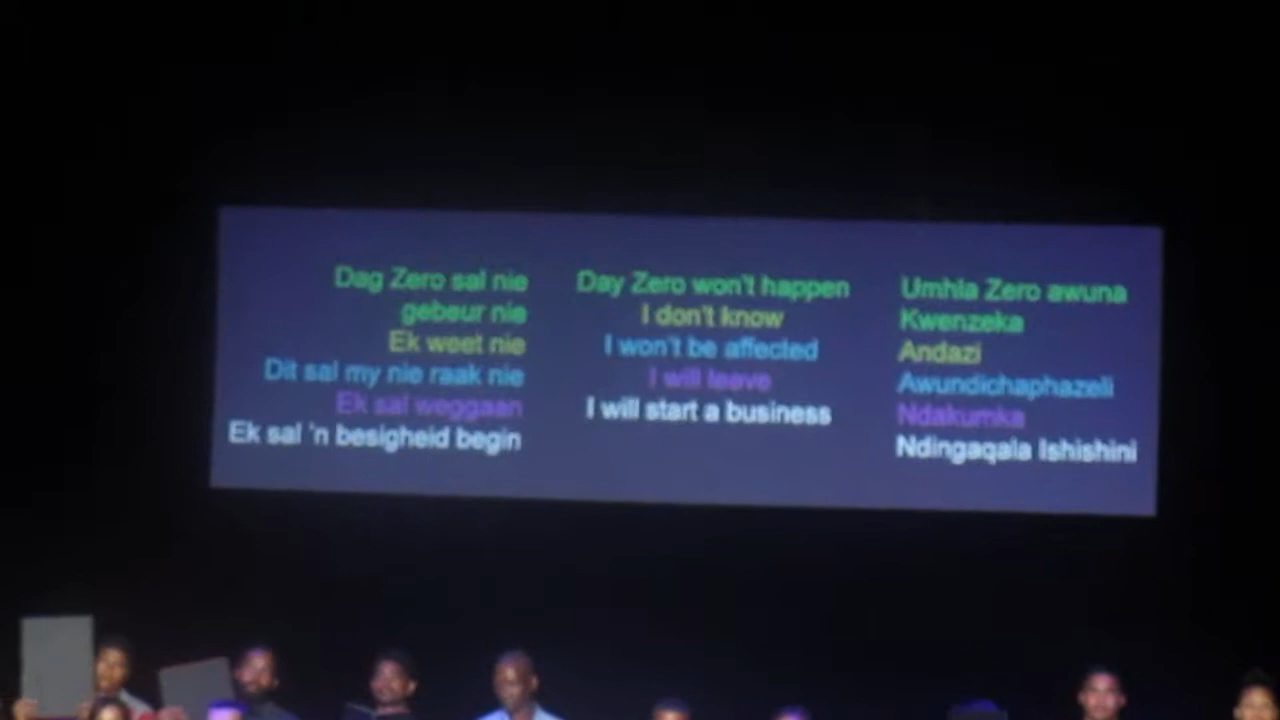 Dag Zero sal nie
gebeur nie
Ek weet nie
Dit sal my nie raak nie
Ek sal weggaan
Ek sal 'n besigheid begin
Day Zero won't happen
I don't know
I won't be affected
I will leave
I will start a business
Umhla Zero awuna
Kwenzeka
Andazi
Awundichaphazeli
Ndakumka
Ndingaqala Ishishini